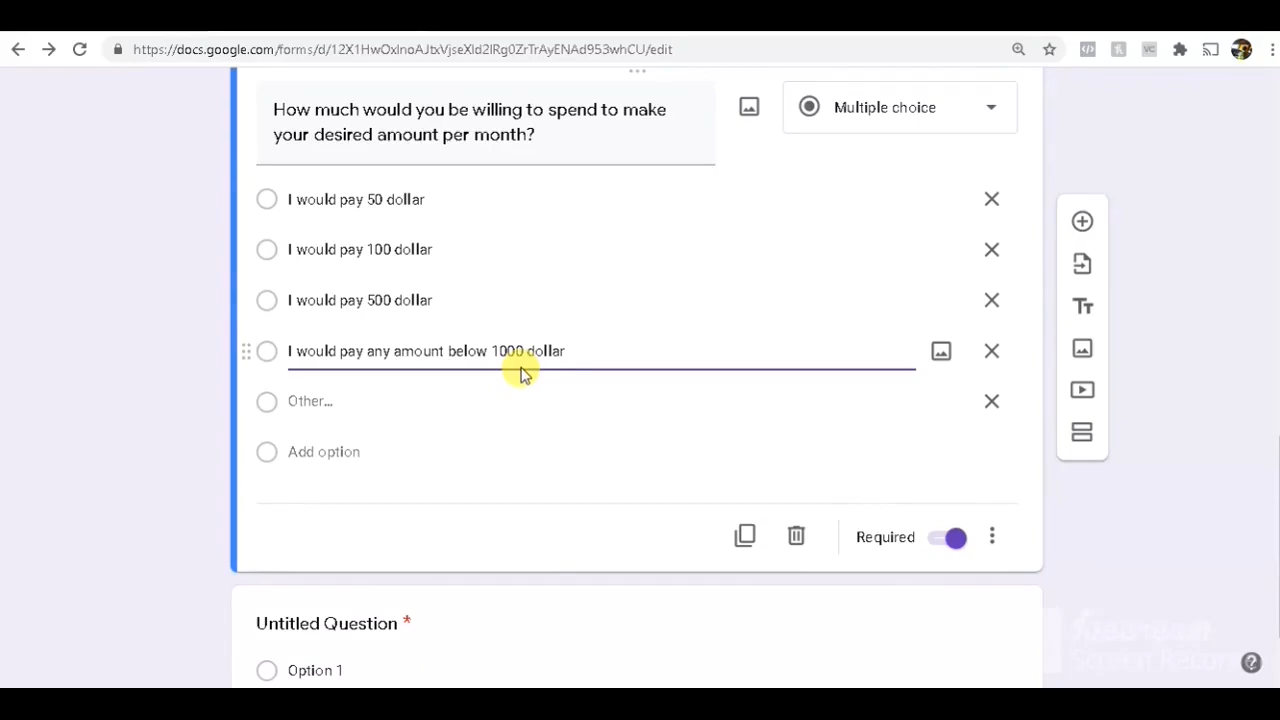 https://docs.google.com/forms/d/12X1HwOxlnoAJtxVjseXld2lRg0ZrTrAyENAd953whCU/edit
How much would you be willing to spend to make
your desired amount per month?
Multiple choice
I would pay 50 dollar
I would pay 100 dollar
I would pay 500 dollar
I would pay any amount below 1000 dollar
Other...
Add option
Required
Untitled Question *
Option 1